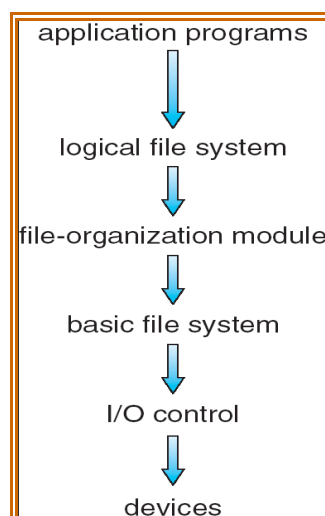 application programs
logical file system
file-organization module
basic file system
I/O control
devices